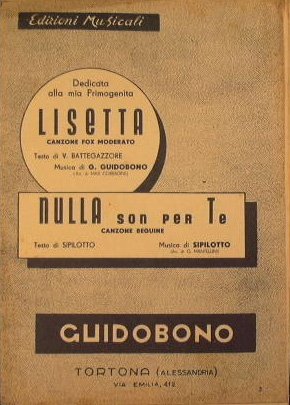 Edizioni Musicali
Dedicata
alla mia Primogenita
LISETTA
CANZONE FOX MODERATO
Testo di V. BATTEGAZZORE
Musica di G. GUIDOBONO
NULLA son per Te
CANZONE BEGUINE
Testo di SIPILOTTO Musica di SIPILOTTO
GUIDOBONO
TORTONA (ALESSANDRIA)
VIA EMILIA, 412